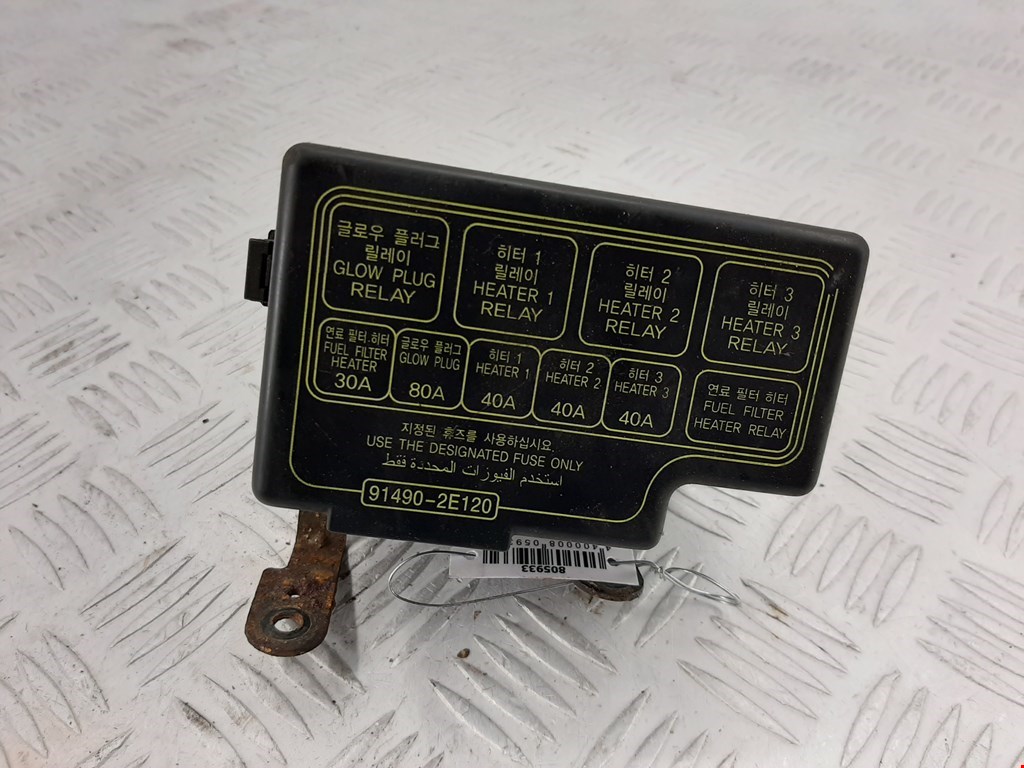 글로우 플러그
릴레이
GLOW PLUG
RELAY
히터 1
릴레이
HEATER 1
RELAY
히터 2
릴레이
HEATER 2
RELAY
히터 3
릴레이
HEATER 3
RELAY
연료 필터 히터
FUEL FILTER
HEATER
30A
글로우 플러그
GLOW PLUG
80A
히터 1
HEATER 1
40A
히터 2
HEATER 2
40A
히터 3
HEATER 3
40A
연료 필터 히터
FUEL FILTER
HEATER RELAY
지정된 휴즈를 사용하십시요.
USE THE DESIGNATED FUSE ONLY
أستخدم الفيوزات المحددة فقط
91490-2E120
805933